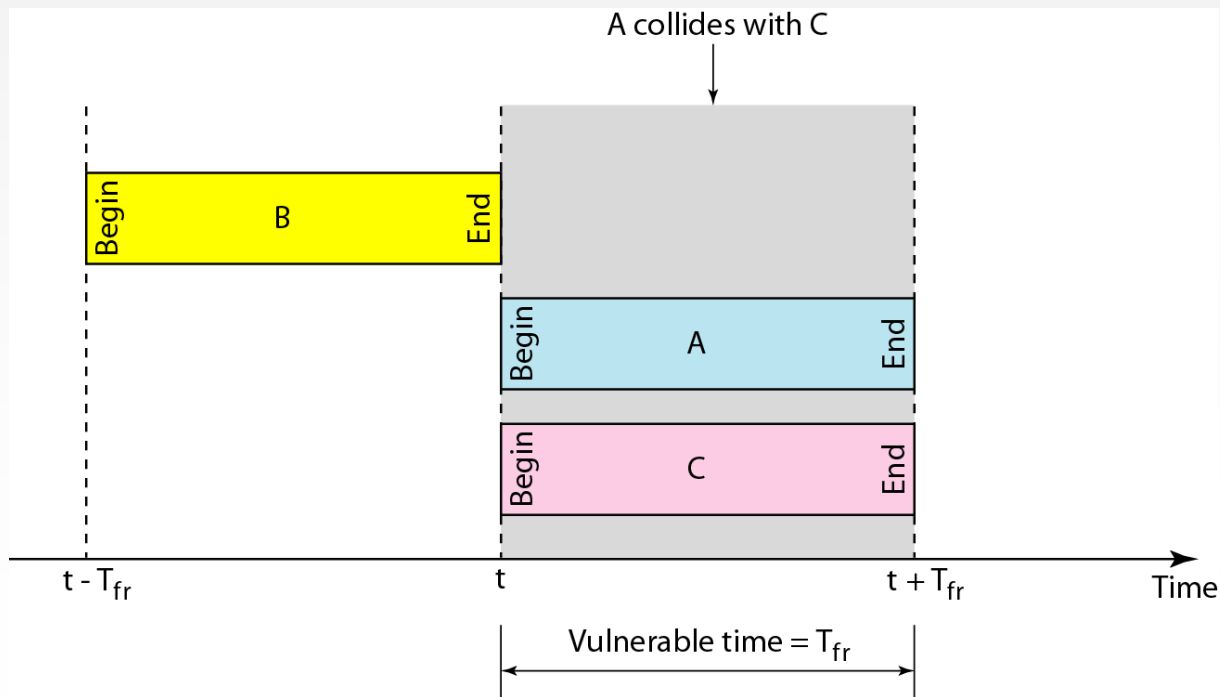 A collides with C
Begin B End
Begin A End
Begin C End
t - Tfr t t + Tfr
Time
Vulnerable time = Tfr